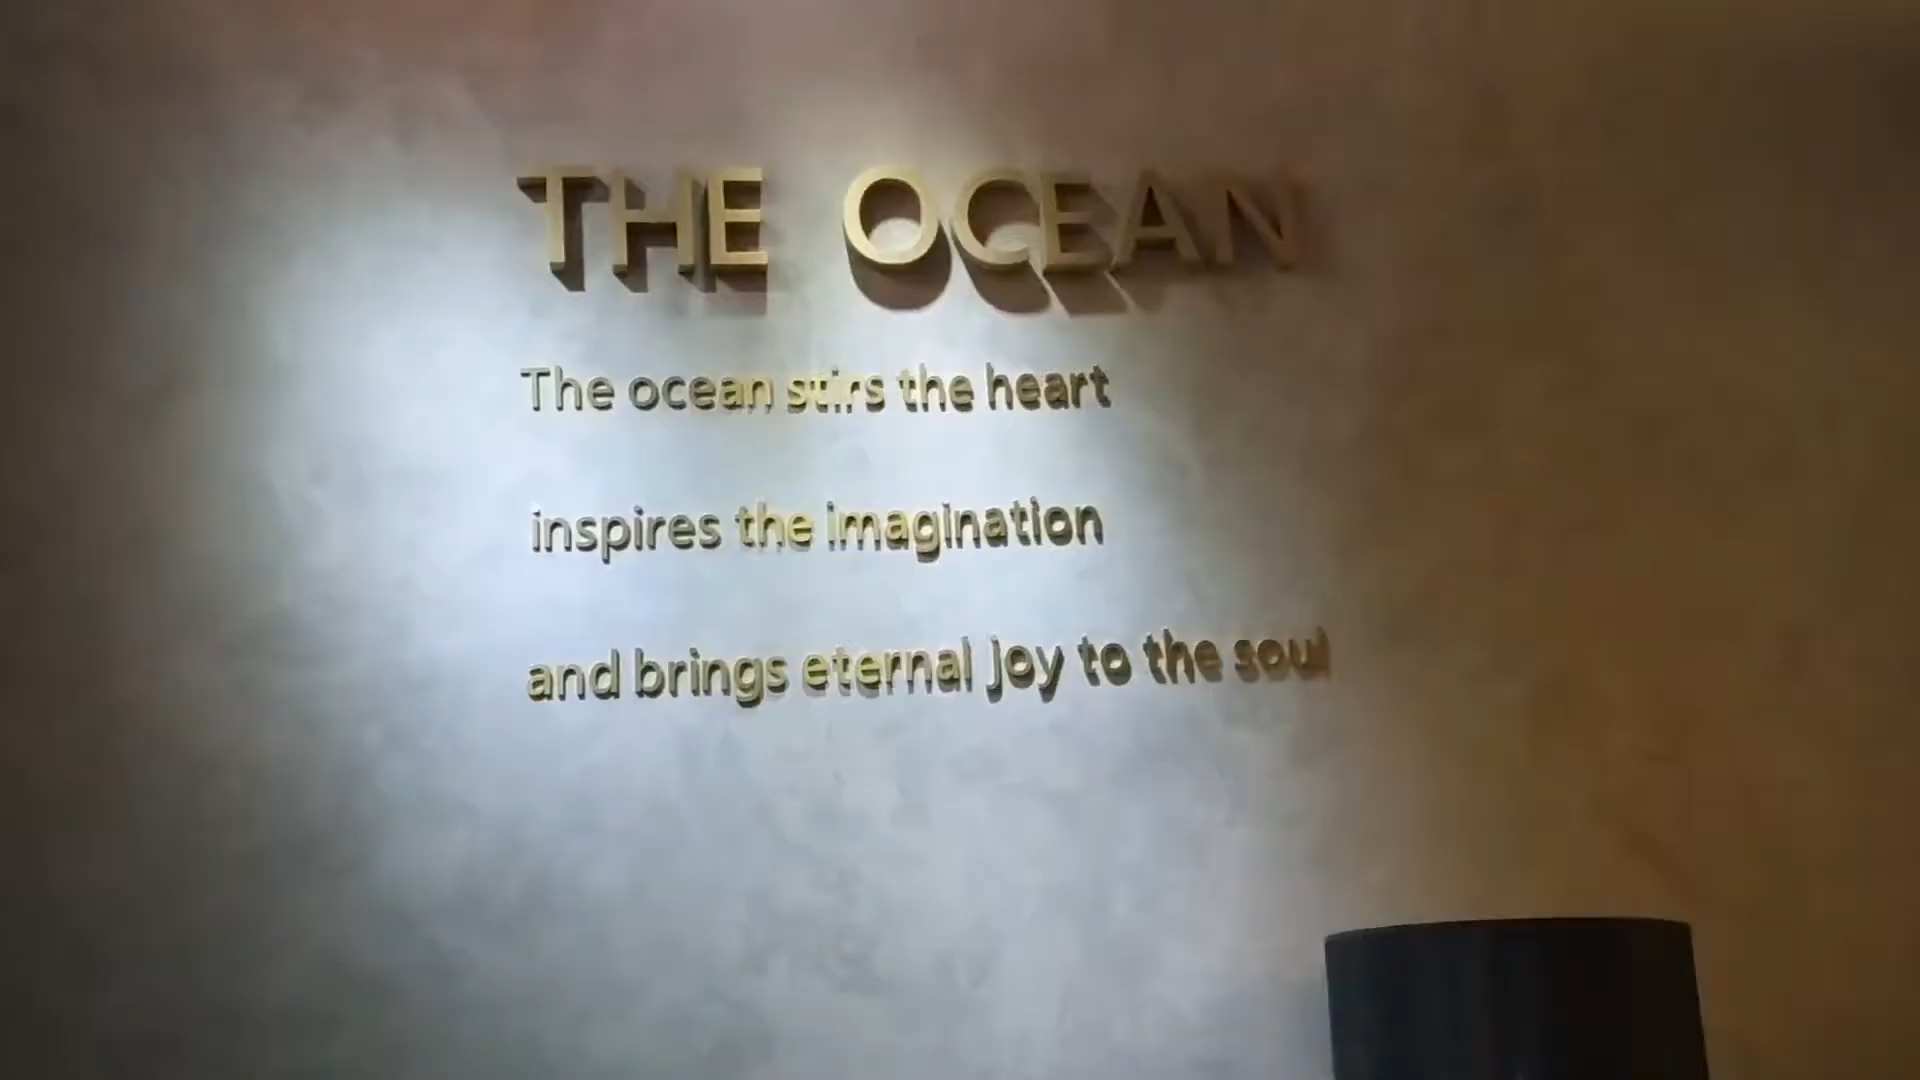 THE OCEAN
The ocean stirs the heart
inspires the imagination
and brings eternal joy to the soul